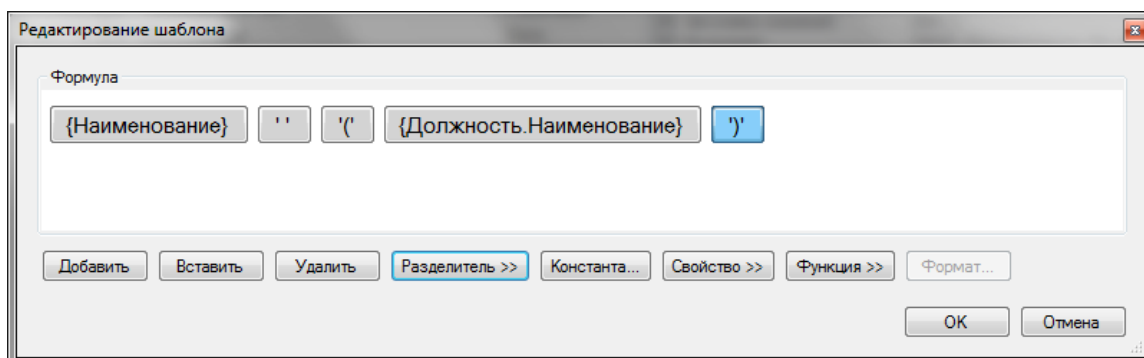 Редактирование шаблона
Формула
{Наименование} ' ' '(' {Должность.Наименование} ')'
Добавить Вставить Удалить Разделитель >> Константа... Свойство >> Функция >> Формат...
OK Отмена